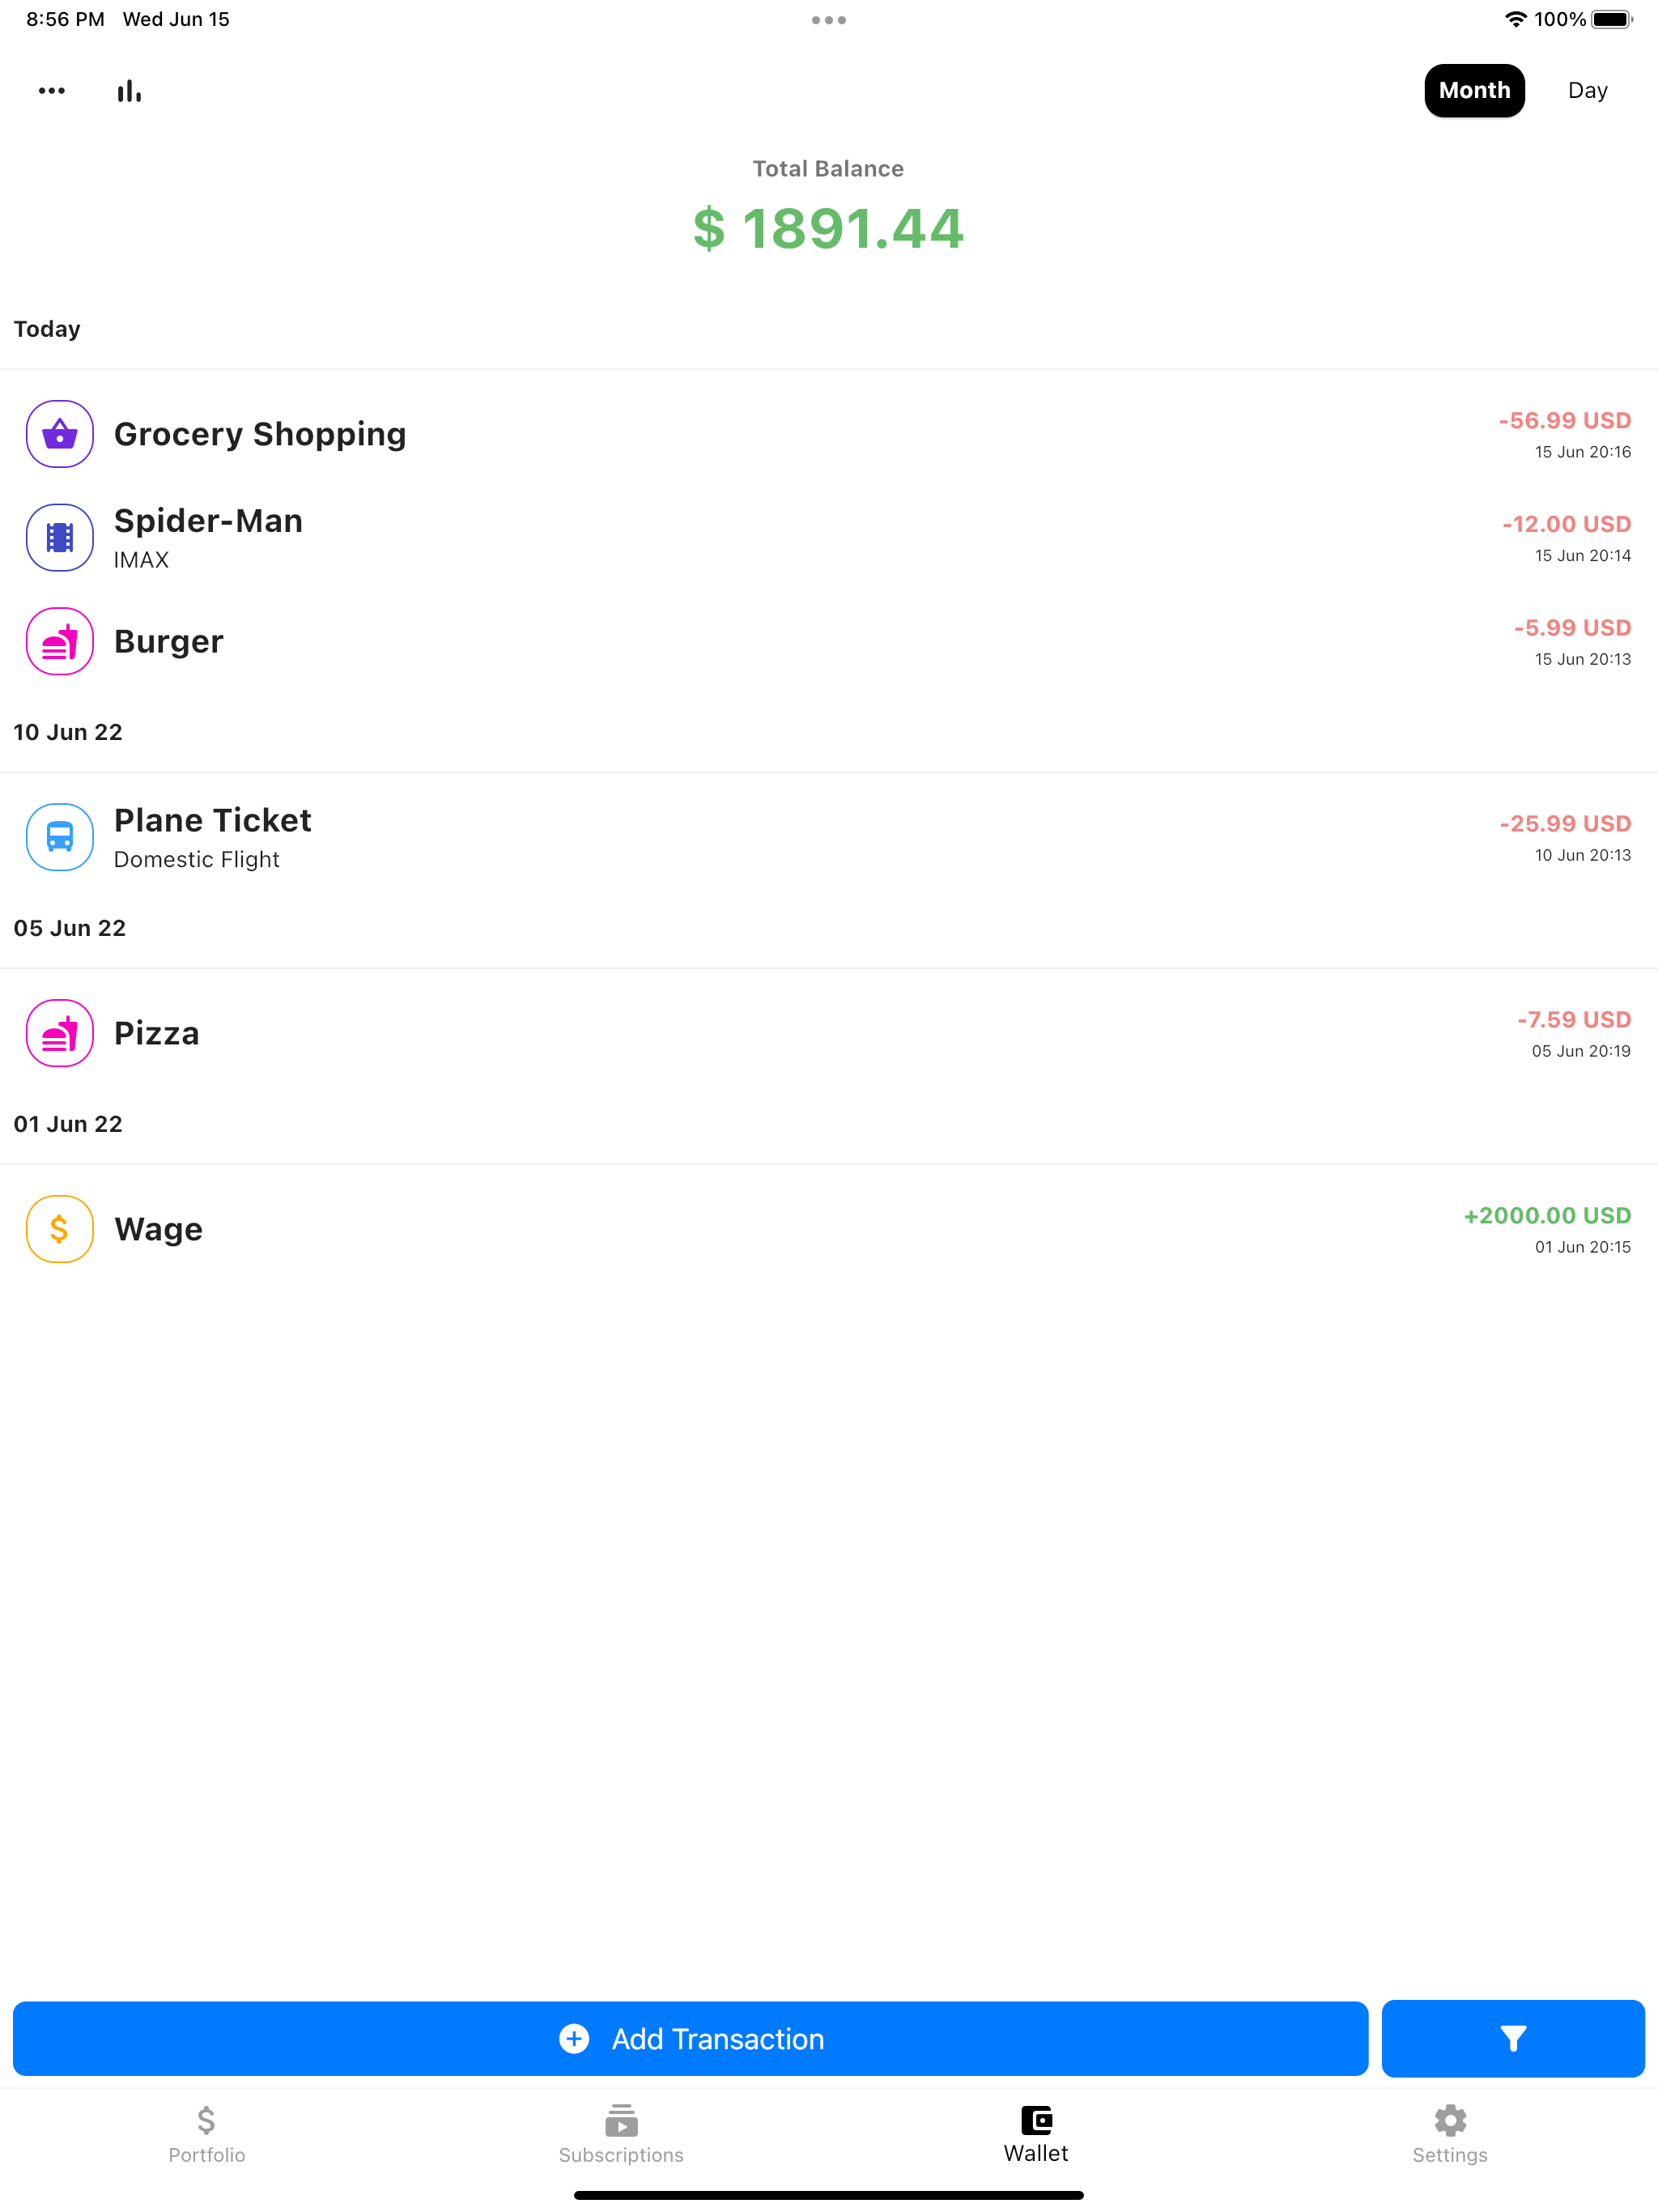 8:56 PM Wed Jun 15
100%
Month
Day
Total Balance
$ 1891.44
Today
Grocery Shopping
-56.99 USD
15 Jun 20:16
Spider-Man
IMAX
-12.00 USD
15 Jun 20:14
Burger
-5.99 USD
15 Jun 20:13
10 Jun 22
Plane Ticket
Domestic Flight
-25.99 USD
10 Jun 20:13
05 Jun 22
Pizza
-7.59 USD
05 Jun 20:19
01 Jun 22
Wage
+2000.00 USD
01 Jun 20:15
Add Transaction
Portfolio
Subscriptions
Wallet
Settings